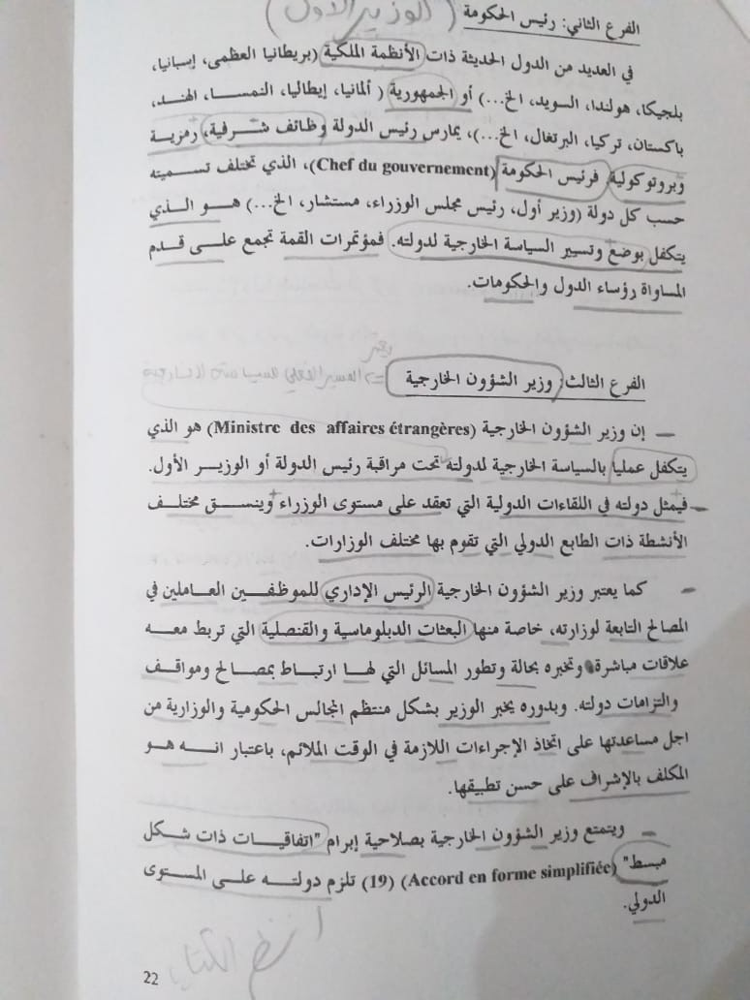 الفرع الثاني: رئيس الحكومة (الوزير الأول)
في العديد من الدول الحديثة ذات الأنظمة الملكية (بريطانيا العظمى، إسبانيا،
بلجيكا، هولندا، السويد، الخ...) أو الجمهورية ( ألمانيا، إيطاليا، النمسا، الهند،
باكستان، تركيا، البرتغال، الخ...)، يمارس رئيس الدولة وظائف شرفية، رمزية
وبروتوكولية، فرئيس الحكومة (Chef du gouvernement)، الذي تختلف تسميته
حسب كل دولة (وزير أول، رئيس مجلس الوزراء، مستشار، الخ...) هو الذي
يتكفل بوضع وتسيير السياسة الخارجية لدولته. فمؤتمرات القمة تجمع على قدم
المساواة رؤساء الدول والحكومات.
يعتبر
الفرع الثالث: وزير الشؤون الخارجية = المسير الفعلي للسياسة الخارجية
– إن وزير الشؤون الخارجية (Ministre des affaires étrangères) هو الذي
يتكفل عمليا بالسياسة الخارجية لدولته تحت مراقبة رئيس الدولة أو الوزير الأول.
فيمثل دولته في اللقاءات الدولية التي تعقد على مستوى الوزراء وينسق مختلف
الأنشطة ذات الطابع الدولي التي تقوم بها مختلف الوزارات.
– كما يعتبر وزير الشؤون الخارجية الرئيس الإداري للموظفين العاملين في
المصالح التابعة لوزارته، خاصة منها البعثات الدبلوماسية والقنصلية التي تربط معه
علاقات مباشرة وتخبره بحالة وتطور المسائل التي لها ارتباط بمصالح ومواقف
والتزامات دولته. وبدوره يخبر الوزير بشكل منتظم المجالس الحكومية والوزارية من
اجل مساعدتها على اتخاذ الإجراءات اللازمة في الوقت الملائم، باعتبار انه هو
المكلف بالإشراف على حسن تطبيقها.
– ويتمتع وزير الشؤون الخارجية بصلاحية إبرام "اتفاقيات ذات شكل
مبسط" (Accord en forme simplifiée) (19) تلزم دولته على المستوى
الدولي.
22